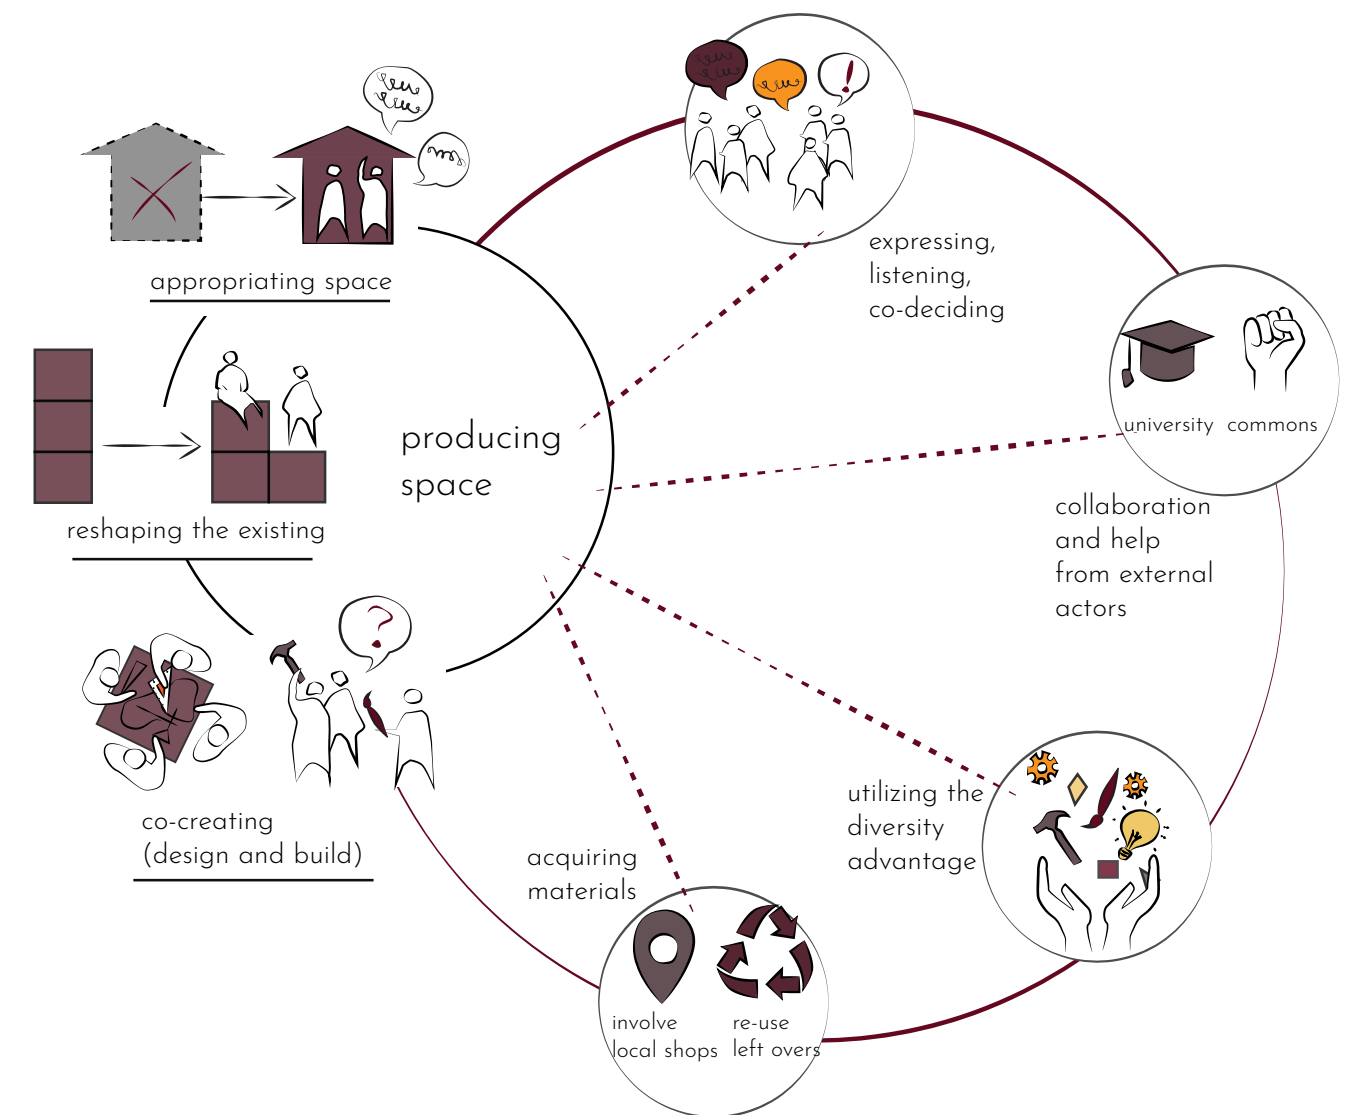 appropriating space
reshaping the existing
co-creating
(design and build)
producing
space
expressing,
listening,
co-deciding
university commons
collaboration
and help
from external
actors
utilizing the
diversity
advantage
acquiring
materials
involve
local shops
re-use
left overs